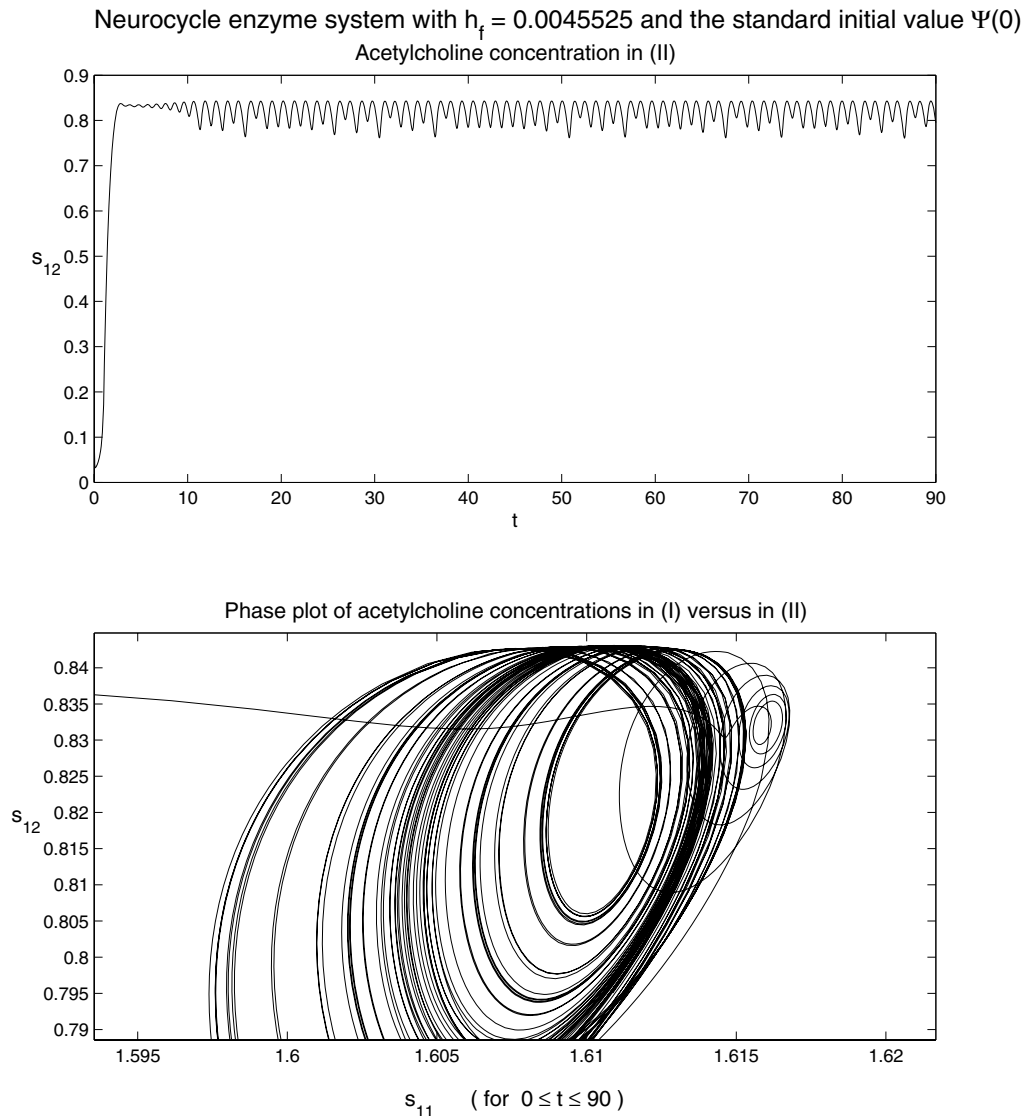 Neurocycle enzyme system with h_f = 0.0045525 and the standard initial value Ψ(0)
Acetylcholine concentration in (II)
0.9
0.8
0.7
0.6
0.5
s_12
0.4
0.3
0.2
0.1
0
0 10 20 30 40 50 60 70 80 90
t
Phase plot of acetylcholine concentrations in (I) versus in (II)
0.84
0.835
0.83
0.825
0.82
s_12
0.815
0.81
0.805
0.8
0.795
0.79
1.595 1.6 1.605 1.61 1.615 1.62
s_11 ( for 0 ≤ t ≤ 90 )